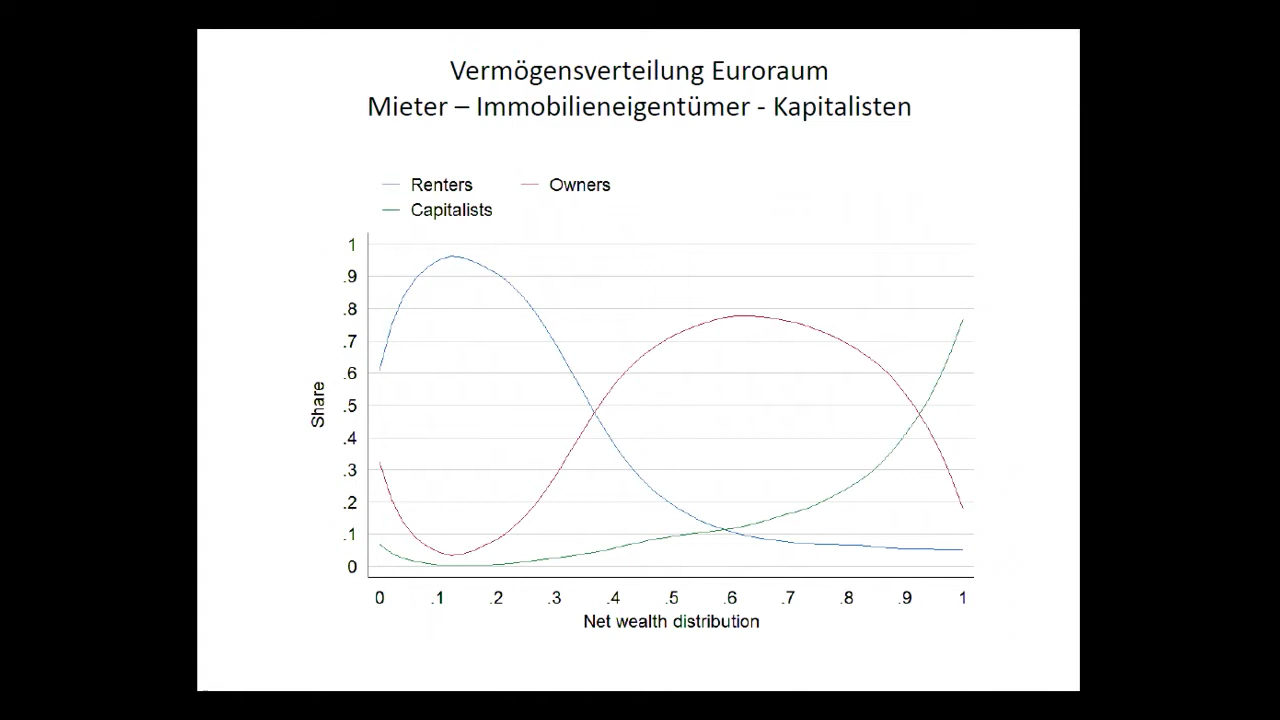 Vermögensverteilung Euroraum
Mieter – Immobilieneigentümer - Kapitalisten
Renters Owners
Capitalists
1
.9
.8
.7
.6
.5
.4
.3
.2
.1
0
Share
0 .1 .2 .3 .4 .5 .6 .7 .8 .9 1
Net wealth distribution